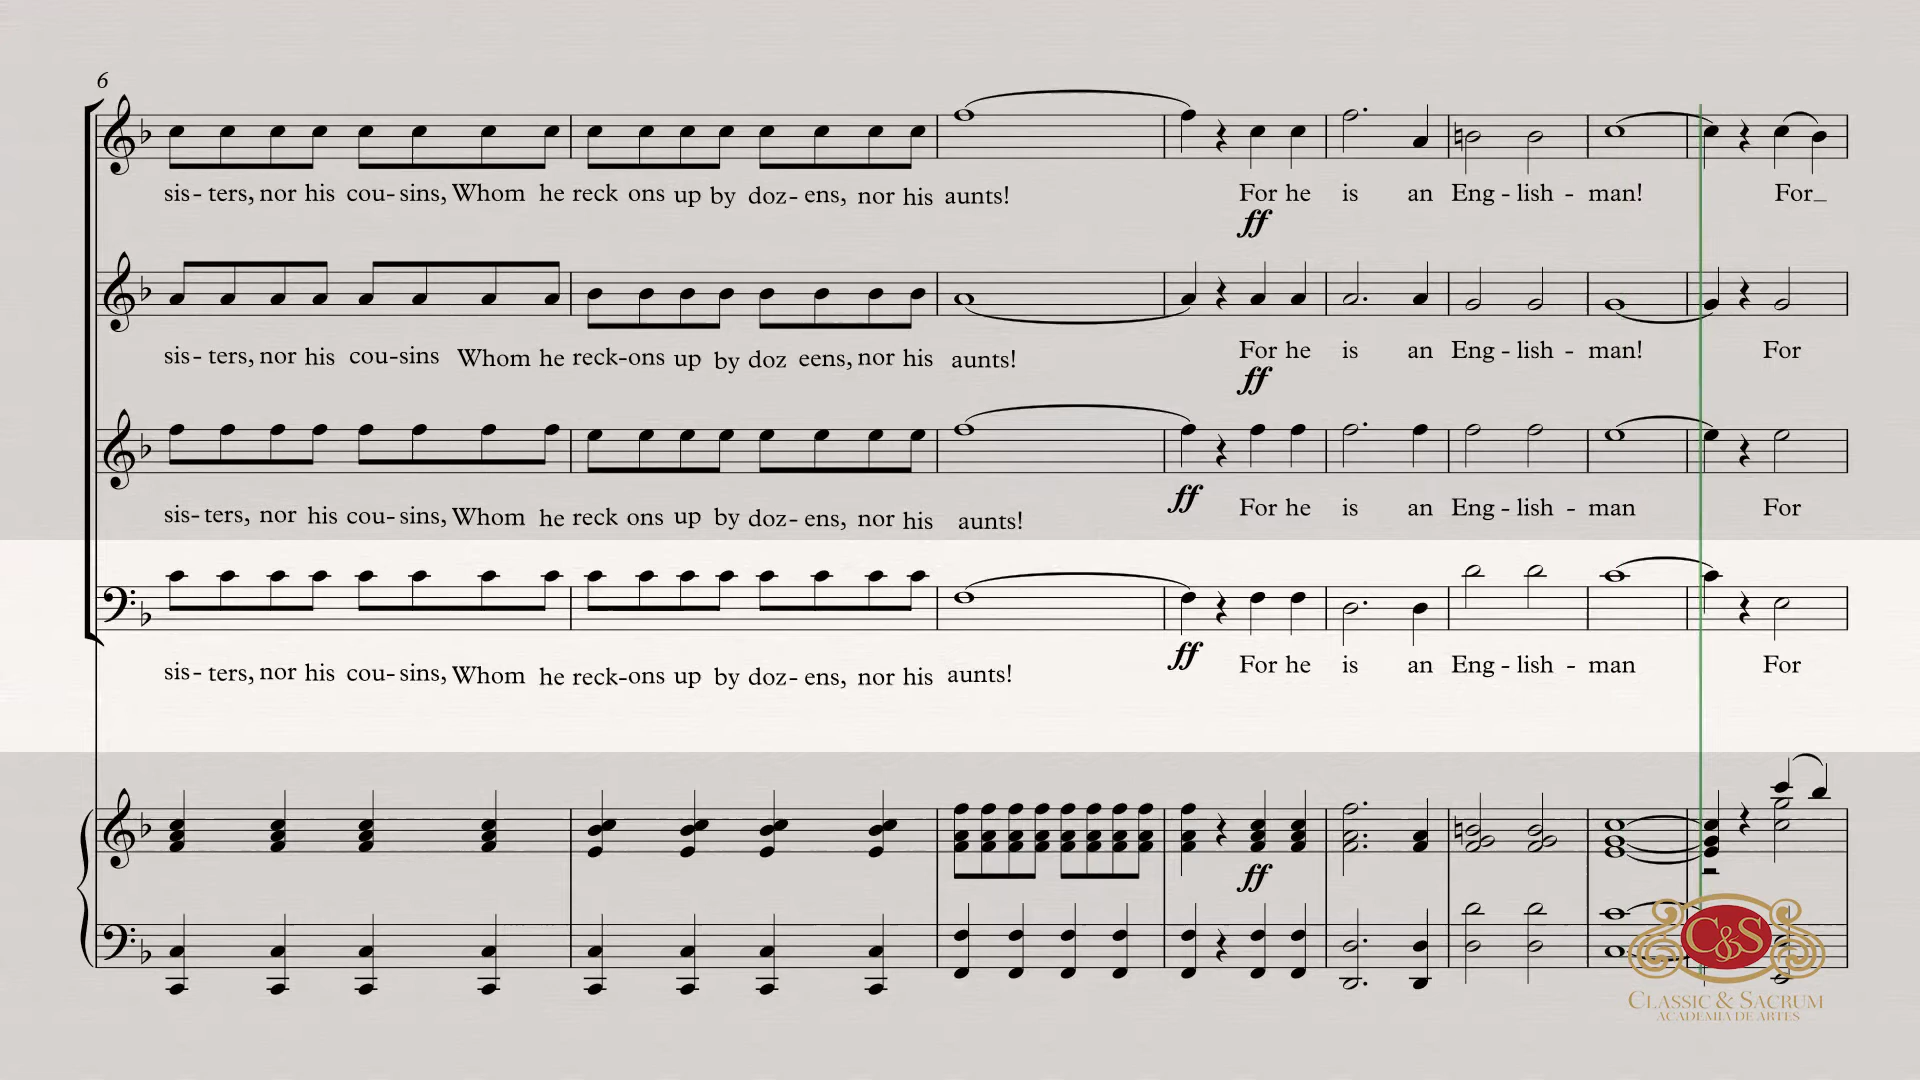 6
sis- ters, nor his cou- sins, Whom he reck ons up by doz- ens, nor his aunts! For he is an Eng - lish - man! For_
ff
sis- ters, nor his cou-sins Whom he reck-ons up by doz eens, nor his aunts! For he is an Eng - lish - man! For
ff
ff
sis- ters, nor his cou- sins, Whom he reck ons up by doz- ens, nor his aunts! For he is an Eng - lish - man For
ff
sis- ters, nor his cou- sins, Whom he reck-ons up by doz- ens, nor his aunts! For he is an Eng - lish - man For
ff
C&S
CLASSIC & SACRUM
ACADEMIA DE ARTES